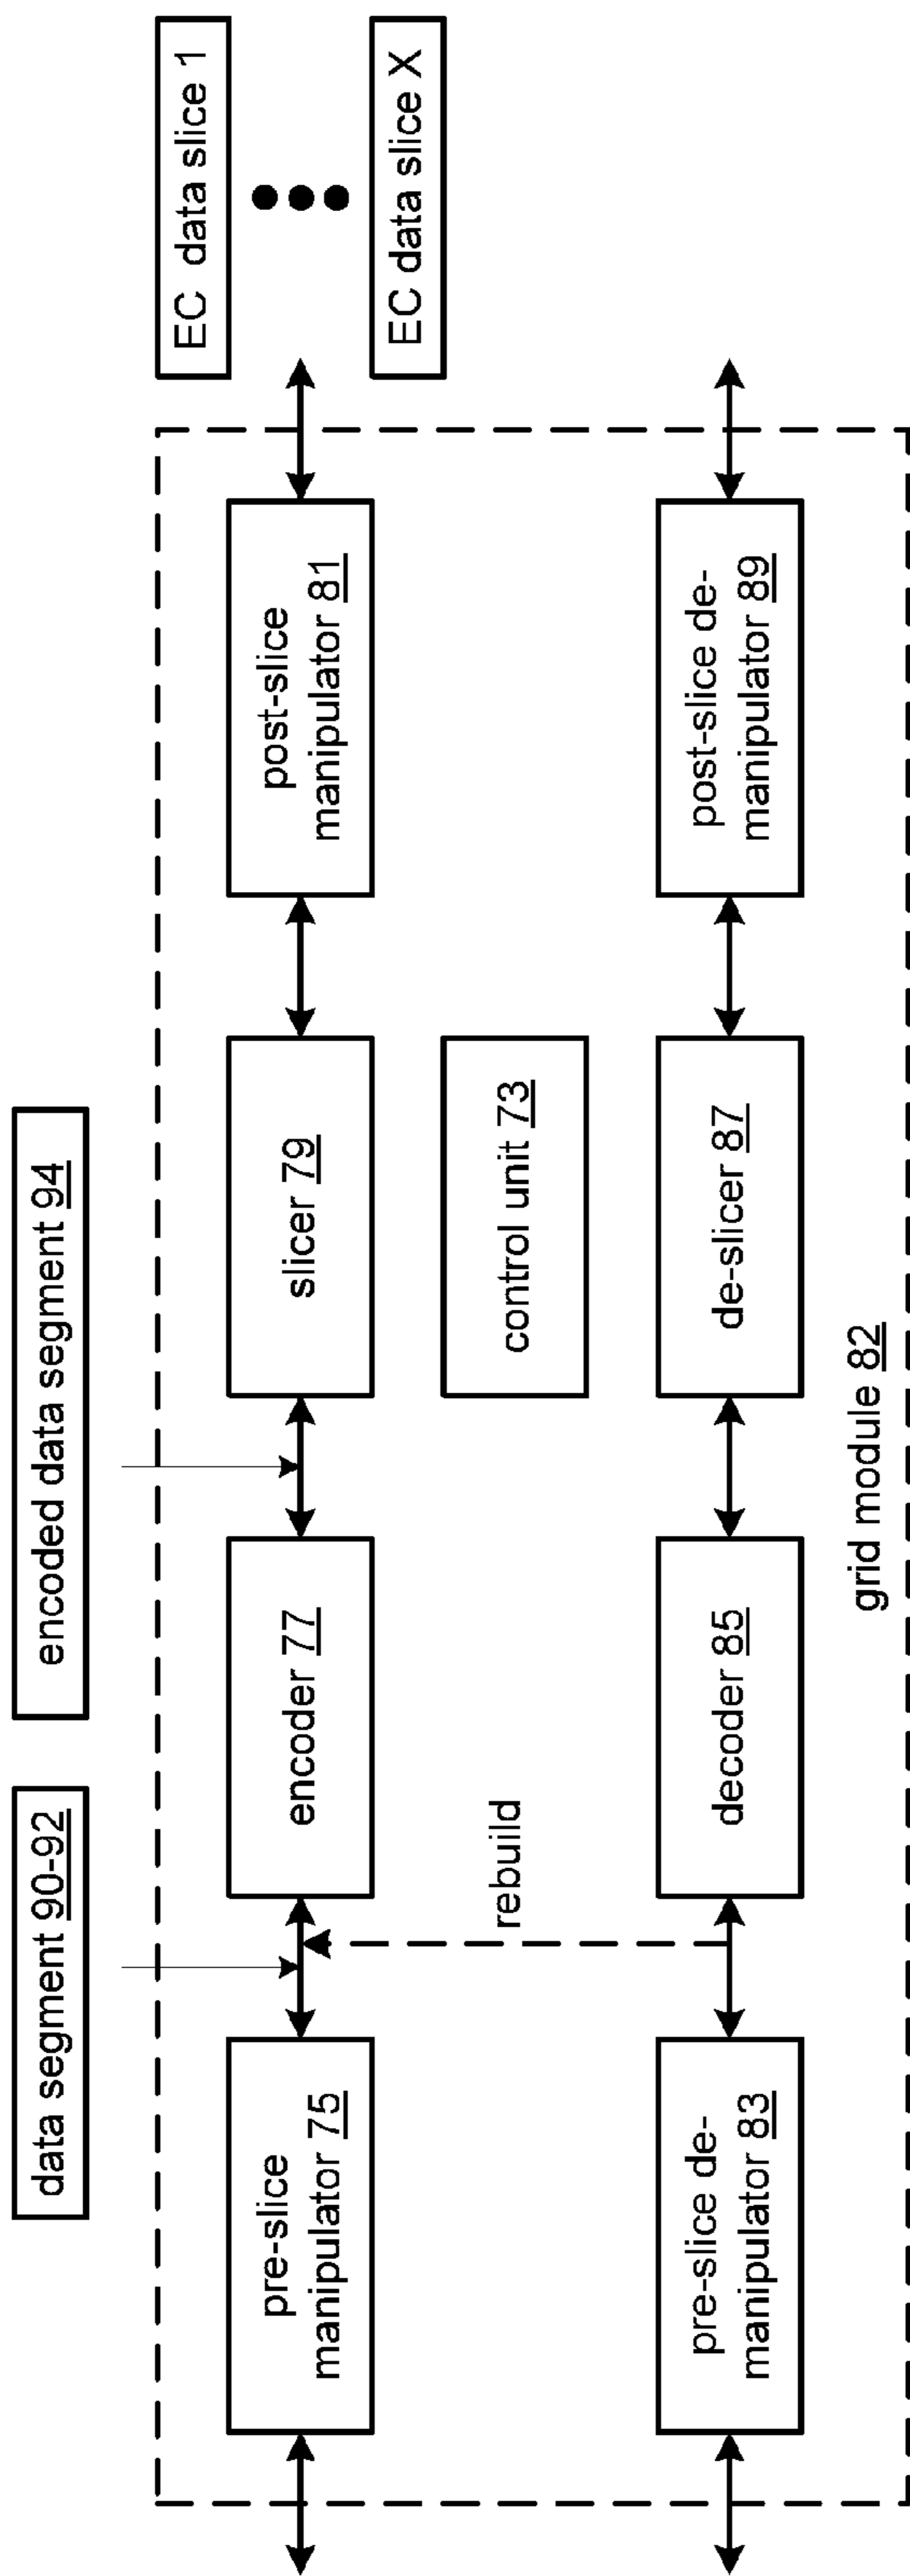 data segment 90-92
encoded data segment 94
EC data slice 1
EC data slice X
pre-slice
manipulator 75
encoder 77
slicer 79
post-slice
manipulator 81
rebuild
control unit 73
pre-slice de-
manipulator 83
decoder 85
de-slicer 87
post-slice de-
manipulator 89
grid module 82